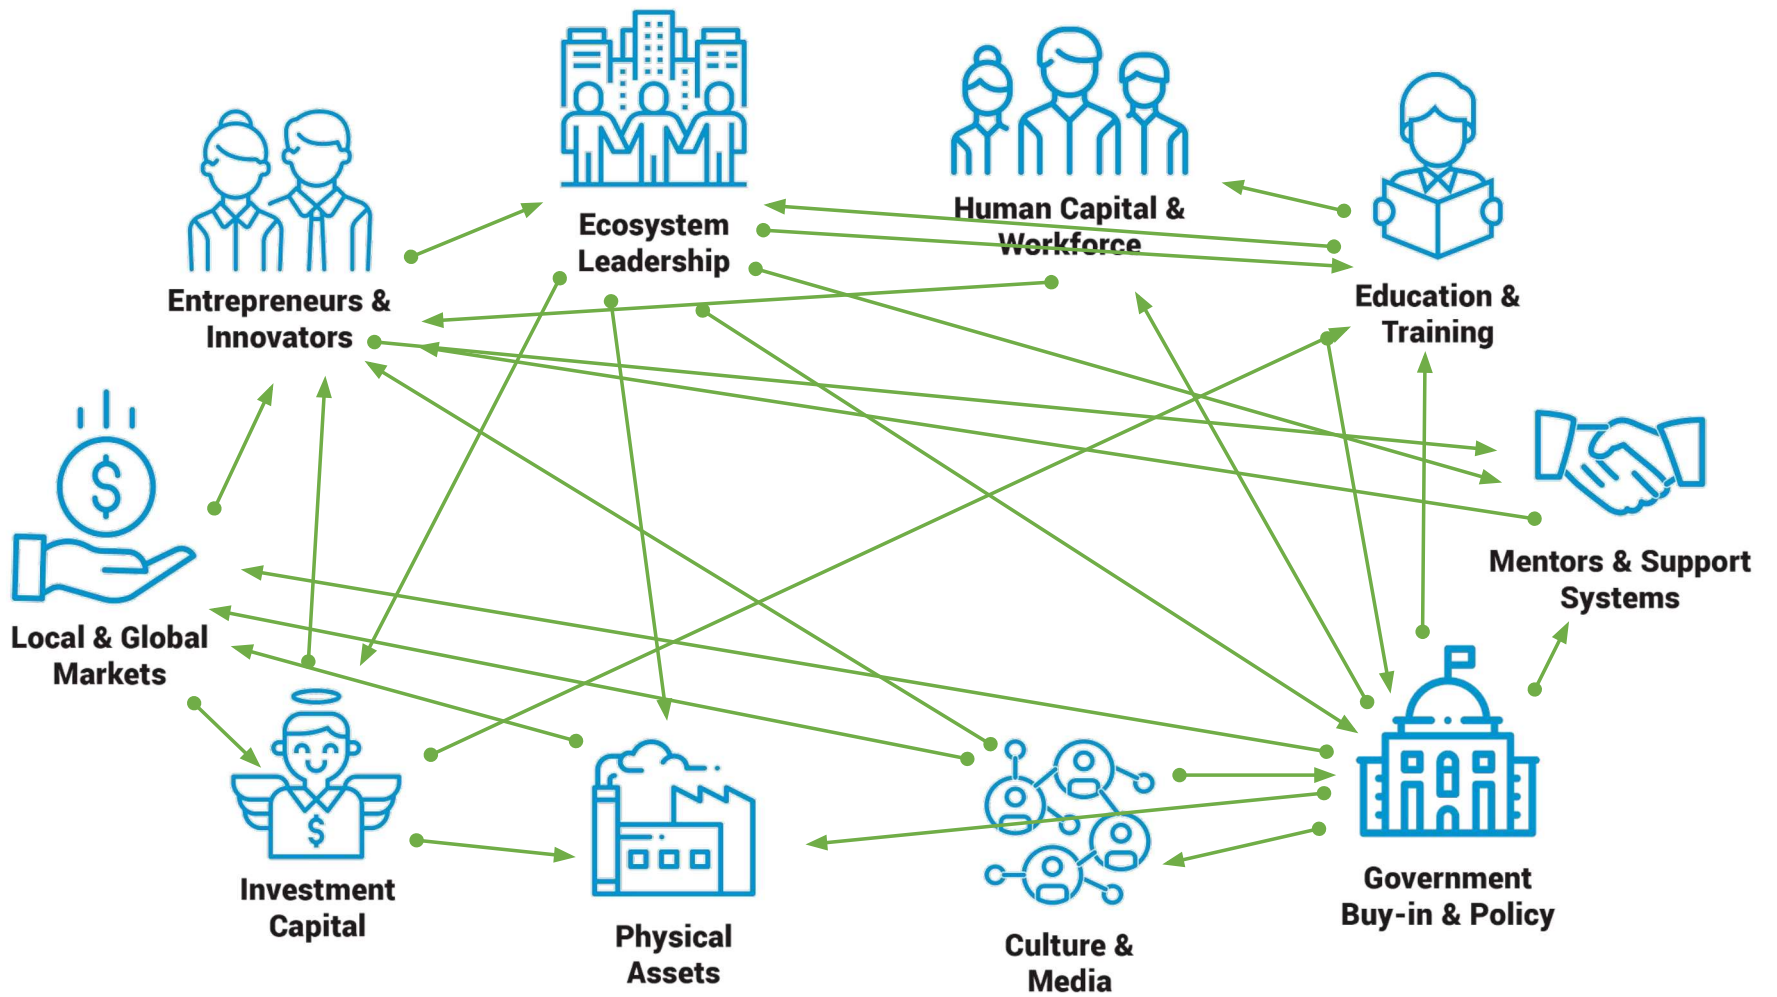 Ecosystem
Leadership
Human Capital &
Workforce
Entrepreneurs &
Innovators
Education &
Training
$
Mentors & Support
Systems
Local & Global
Markets
$
Investment
Capital
Physical
Assets
Culture &
Media
Government
Buy-in & Policy